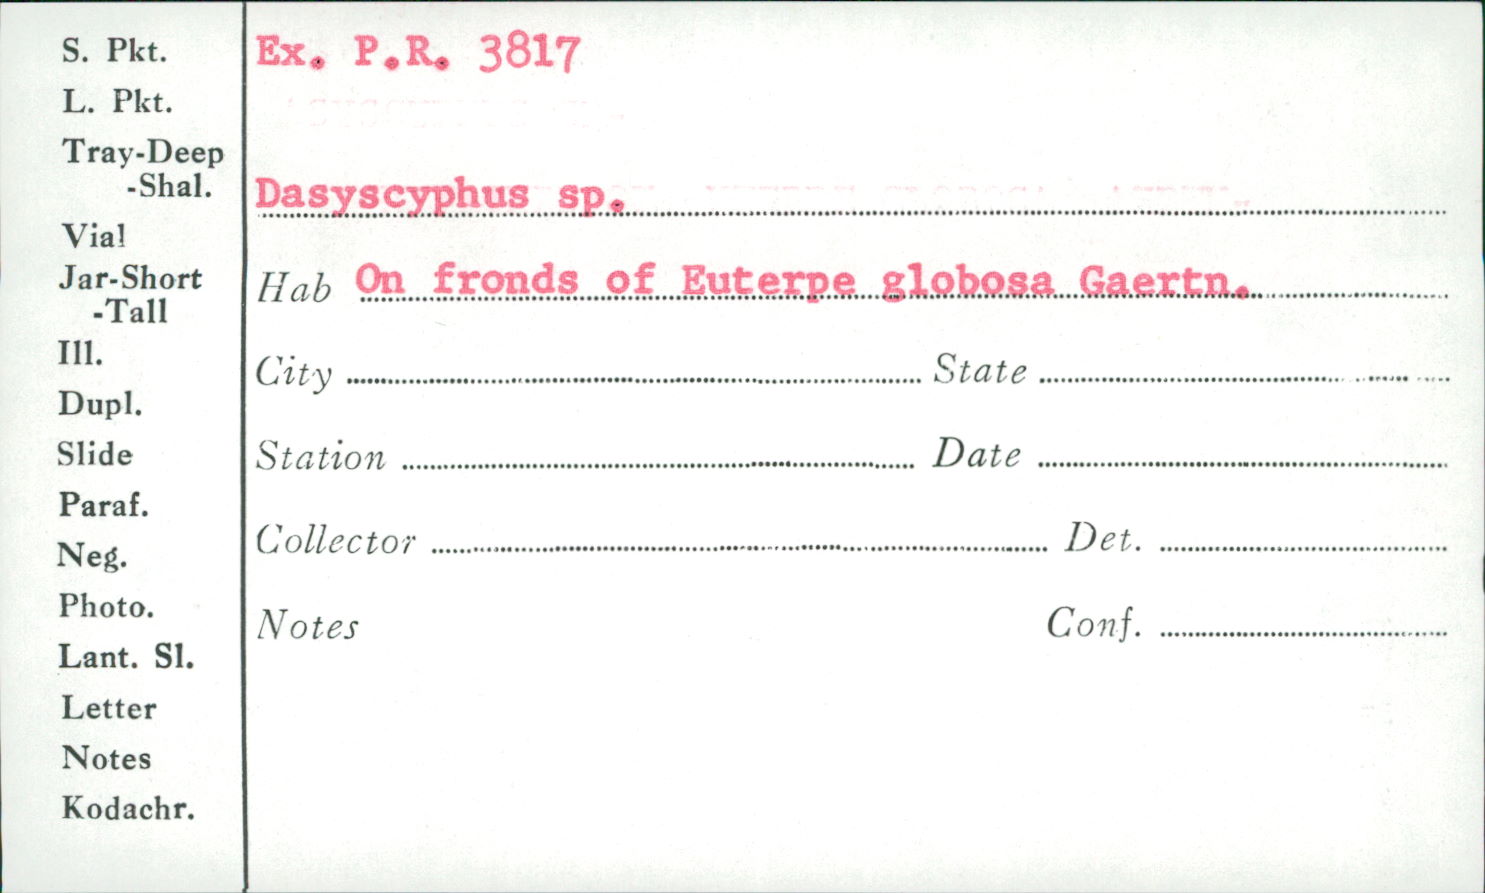 S. Pkt.
L. Pkt.
Tray-Deep
-Shal.
Vial
Jar-Short
-Tall
Ill.
Dupl.
Slide
Paraf.
Neg.
Photo.
Lant. Sl.
Letter
Notes
Kodachr.
Ex. P.R. 3817
Dasyscyphus sp.
Hab On fronds of Euterpe globosa Gaertn.
City State
Station Date
Collector Det.
Notes Conf.